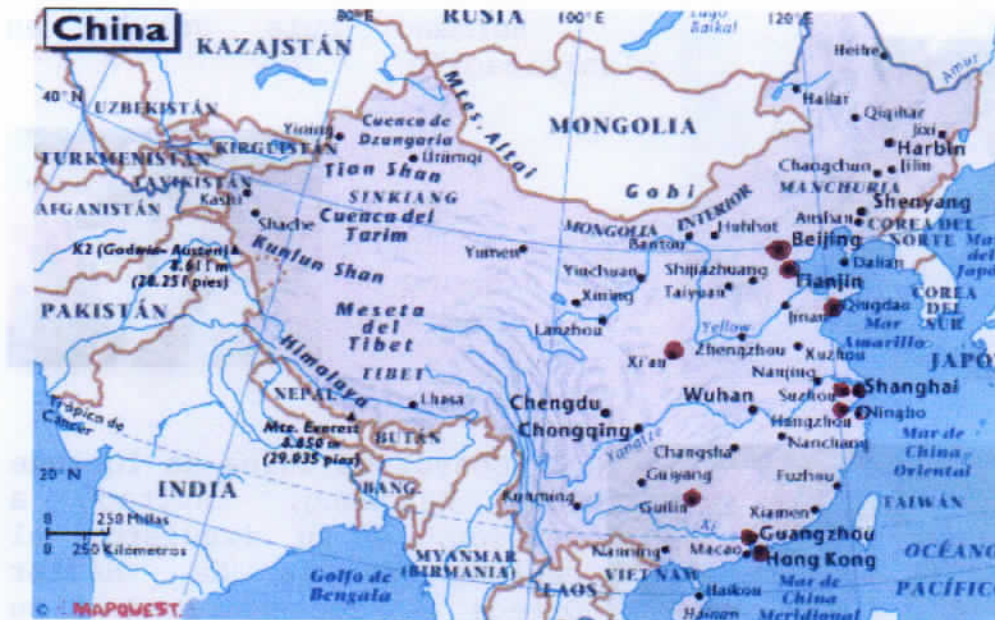 China
RUSIA
Lago
Baikal
80° E
100° E
120° E
KAZAJSTÁN
Amur
40° N
UZBEKISTÁN
Cuenca de
Dzungaria
Mtes. Altai
MONGOLIA
Hailar
Qiqihar
Jixi
Harbin
Yining
Ürümqi
KIRGUISTÁN
TURKMENISTÁN
TAYIKISTÁN
Tian Shan
SINKIANG
Gobi
Changchun
Jilin
MANCHURIA
AFGANISTÁN
Kashi
Shache
Cuenca del
Tarim
Anshan
Shenyang
COREA DEL
NORTE
Mar
del
Japón
MONGOLIA
INTERIOR
Hohhot
Baotou
Beijing
K2 (Godwin-Austen)
8.611 m
(28.251 pies)
Kunlun Shan
Yumen
Yinchuan
Shijiazhuang
Tianjin
Dalian
Taiyuan
Xining
PAKISTÁN
Meseta
del
Tibet
Lanzhou
Jinan
Qingdao
COREA
DEL
SUR
Mar
Amarillo
Yellow
Zhengzhou
Xuzhou
JAPÓ
Xi'an
Himalaya
TIBET
Nanjing
NEPAL
Lhasa
Suzhou
Shanghai
Wuhan
Chengdu
Hangzhou
Ningbo
Trópico de
Cáncer
Mte. Everest
8.850 m
(29.035 pies)
BUTÁN
Chongqing
Yangtze
Nanchang
Changsha
Mar de
China
Oriental
20° N
INDIA
BANG.
Guiyang
Fuzhou
Kunming
Guilin
Xiamen
TAIWÁN
0 250 Millas
0 250 Kilómetros
Xi
Guangzhou
MYANMAR
(BIRMANIA)
Nanning
Macao
Hong Kong
OCÉANO
PACÍFICO
Golfo de
Bengala
VIETNAM
LAOS
Haikou
Hainan
Mar de
China
Meridional
© MAPQUEST